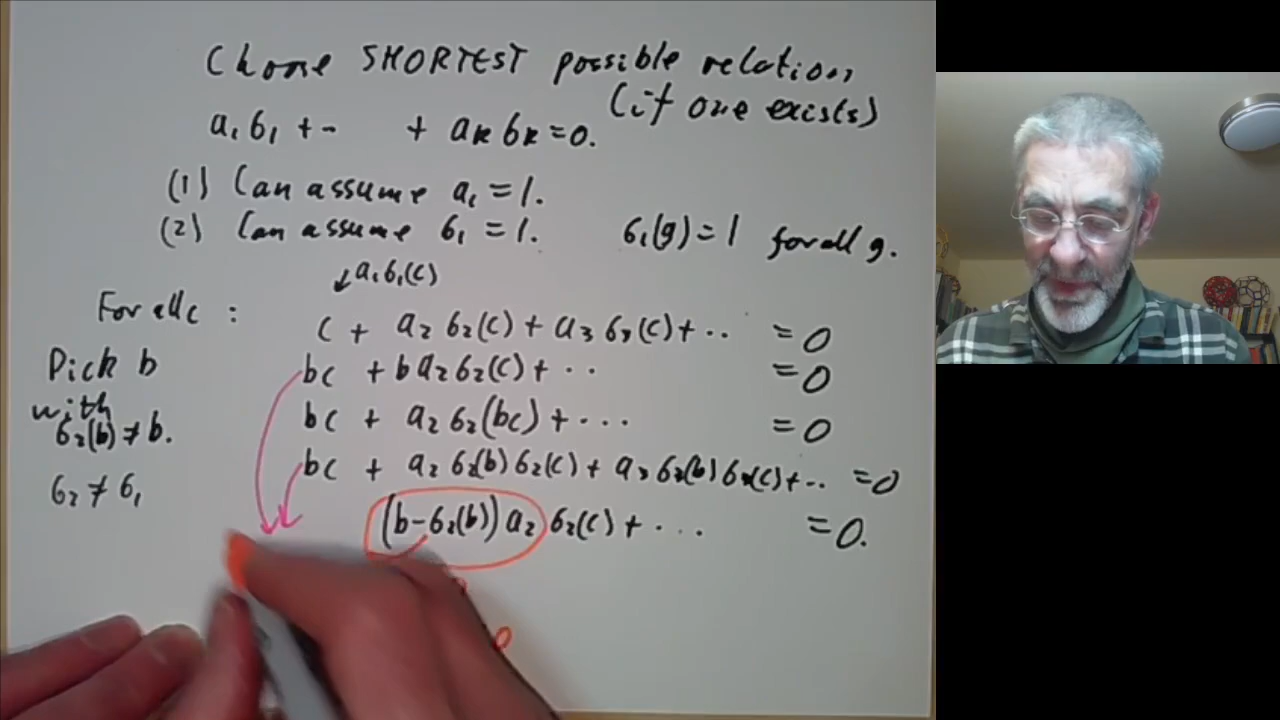 Choose SHORTEST possible relation
(if one exists)
a₁σ₁ + - + aₖσₖ = 0.
(1) Can assume a₁ = 1.
(2) Can assume σ₁ = 1. σ₁(g) = 1 for all g.
↙ a₁σ₁(c)
For all c : c + a₂σ₂(c) + a₃σ₃(c) + ·· = 0
Pick b bc + ba₂σ₂(c) + ·· = 0
with bc + a₂σ₂(bc) + ··· = 0
σ₂(b) ≠ b.
bc + a₂σ₂(b)σ₂(c) + a₃σ₃(b)σ₃(c) + ·· = 0
σ₂ ≠ σ₁
(b-σ₂(b))a₂σ₂(c) + ··· = 0.